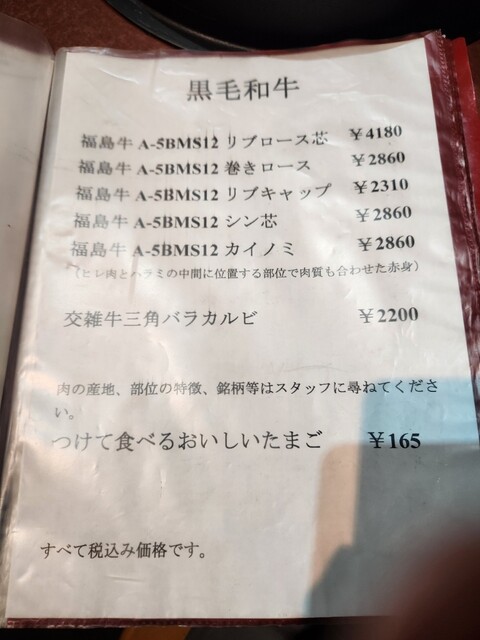 黒毛和牛
福島牛 A-5BMS12 リブロース芯 ￥4180
福島牛 A-5BMS12 巻きロース ￥2860
福島牛 A-5BMS12 リブキャップ ￥2310
福島牛 A-5BMS12 シン芯 ￥2860
福島牛 A-5BMS12 カイノミ ￥2860
（ヒレ肉とハラミの中間に位置する部位で肉質も合わせた赤身）
交雑牛三角バラカルビ ￥2200
肉の産地、部位の特徴、銘柄等はスタッフに尋ねてくださ
い。
つけて食べるおいしいたまご ￥165
すべて税込み価格です。